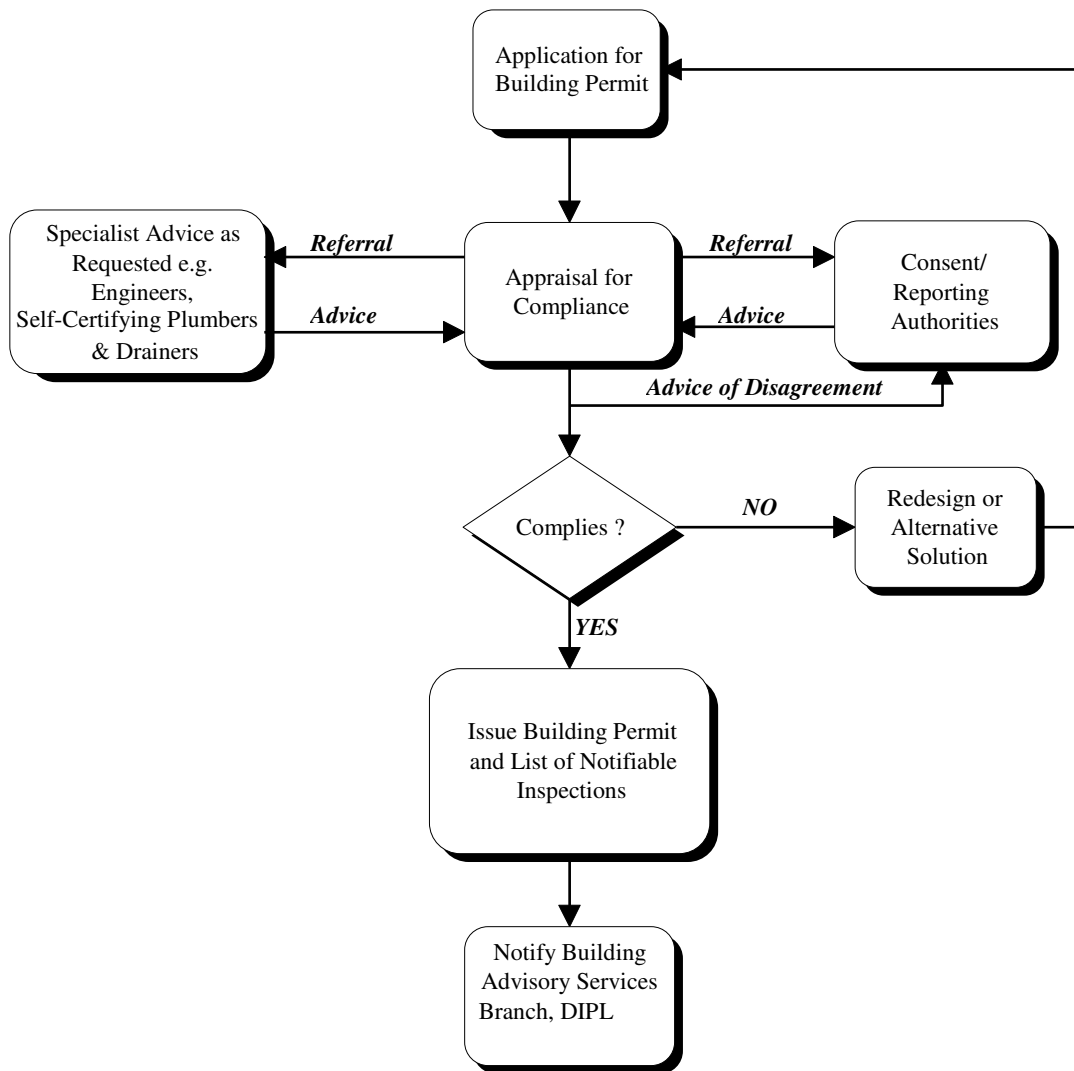 Application for
Building Permit
Specialist Advice as
Requested e.g.
Engineers,
Self-Certifying Plumbers
& Drainers
Referral
Advice
Appraisal for
Compliance
Referral
Advice
Consent/
Reporting
Authorities
Advice of Disagreement
Complies ?
NO
Redesign or
Alternative
Solution
YES
Issue Building Permit
and List of Notifiable
Inspections
Notify Building
Advisory Services
Branch, DIPL